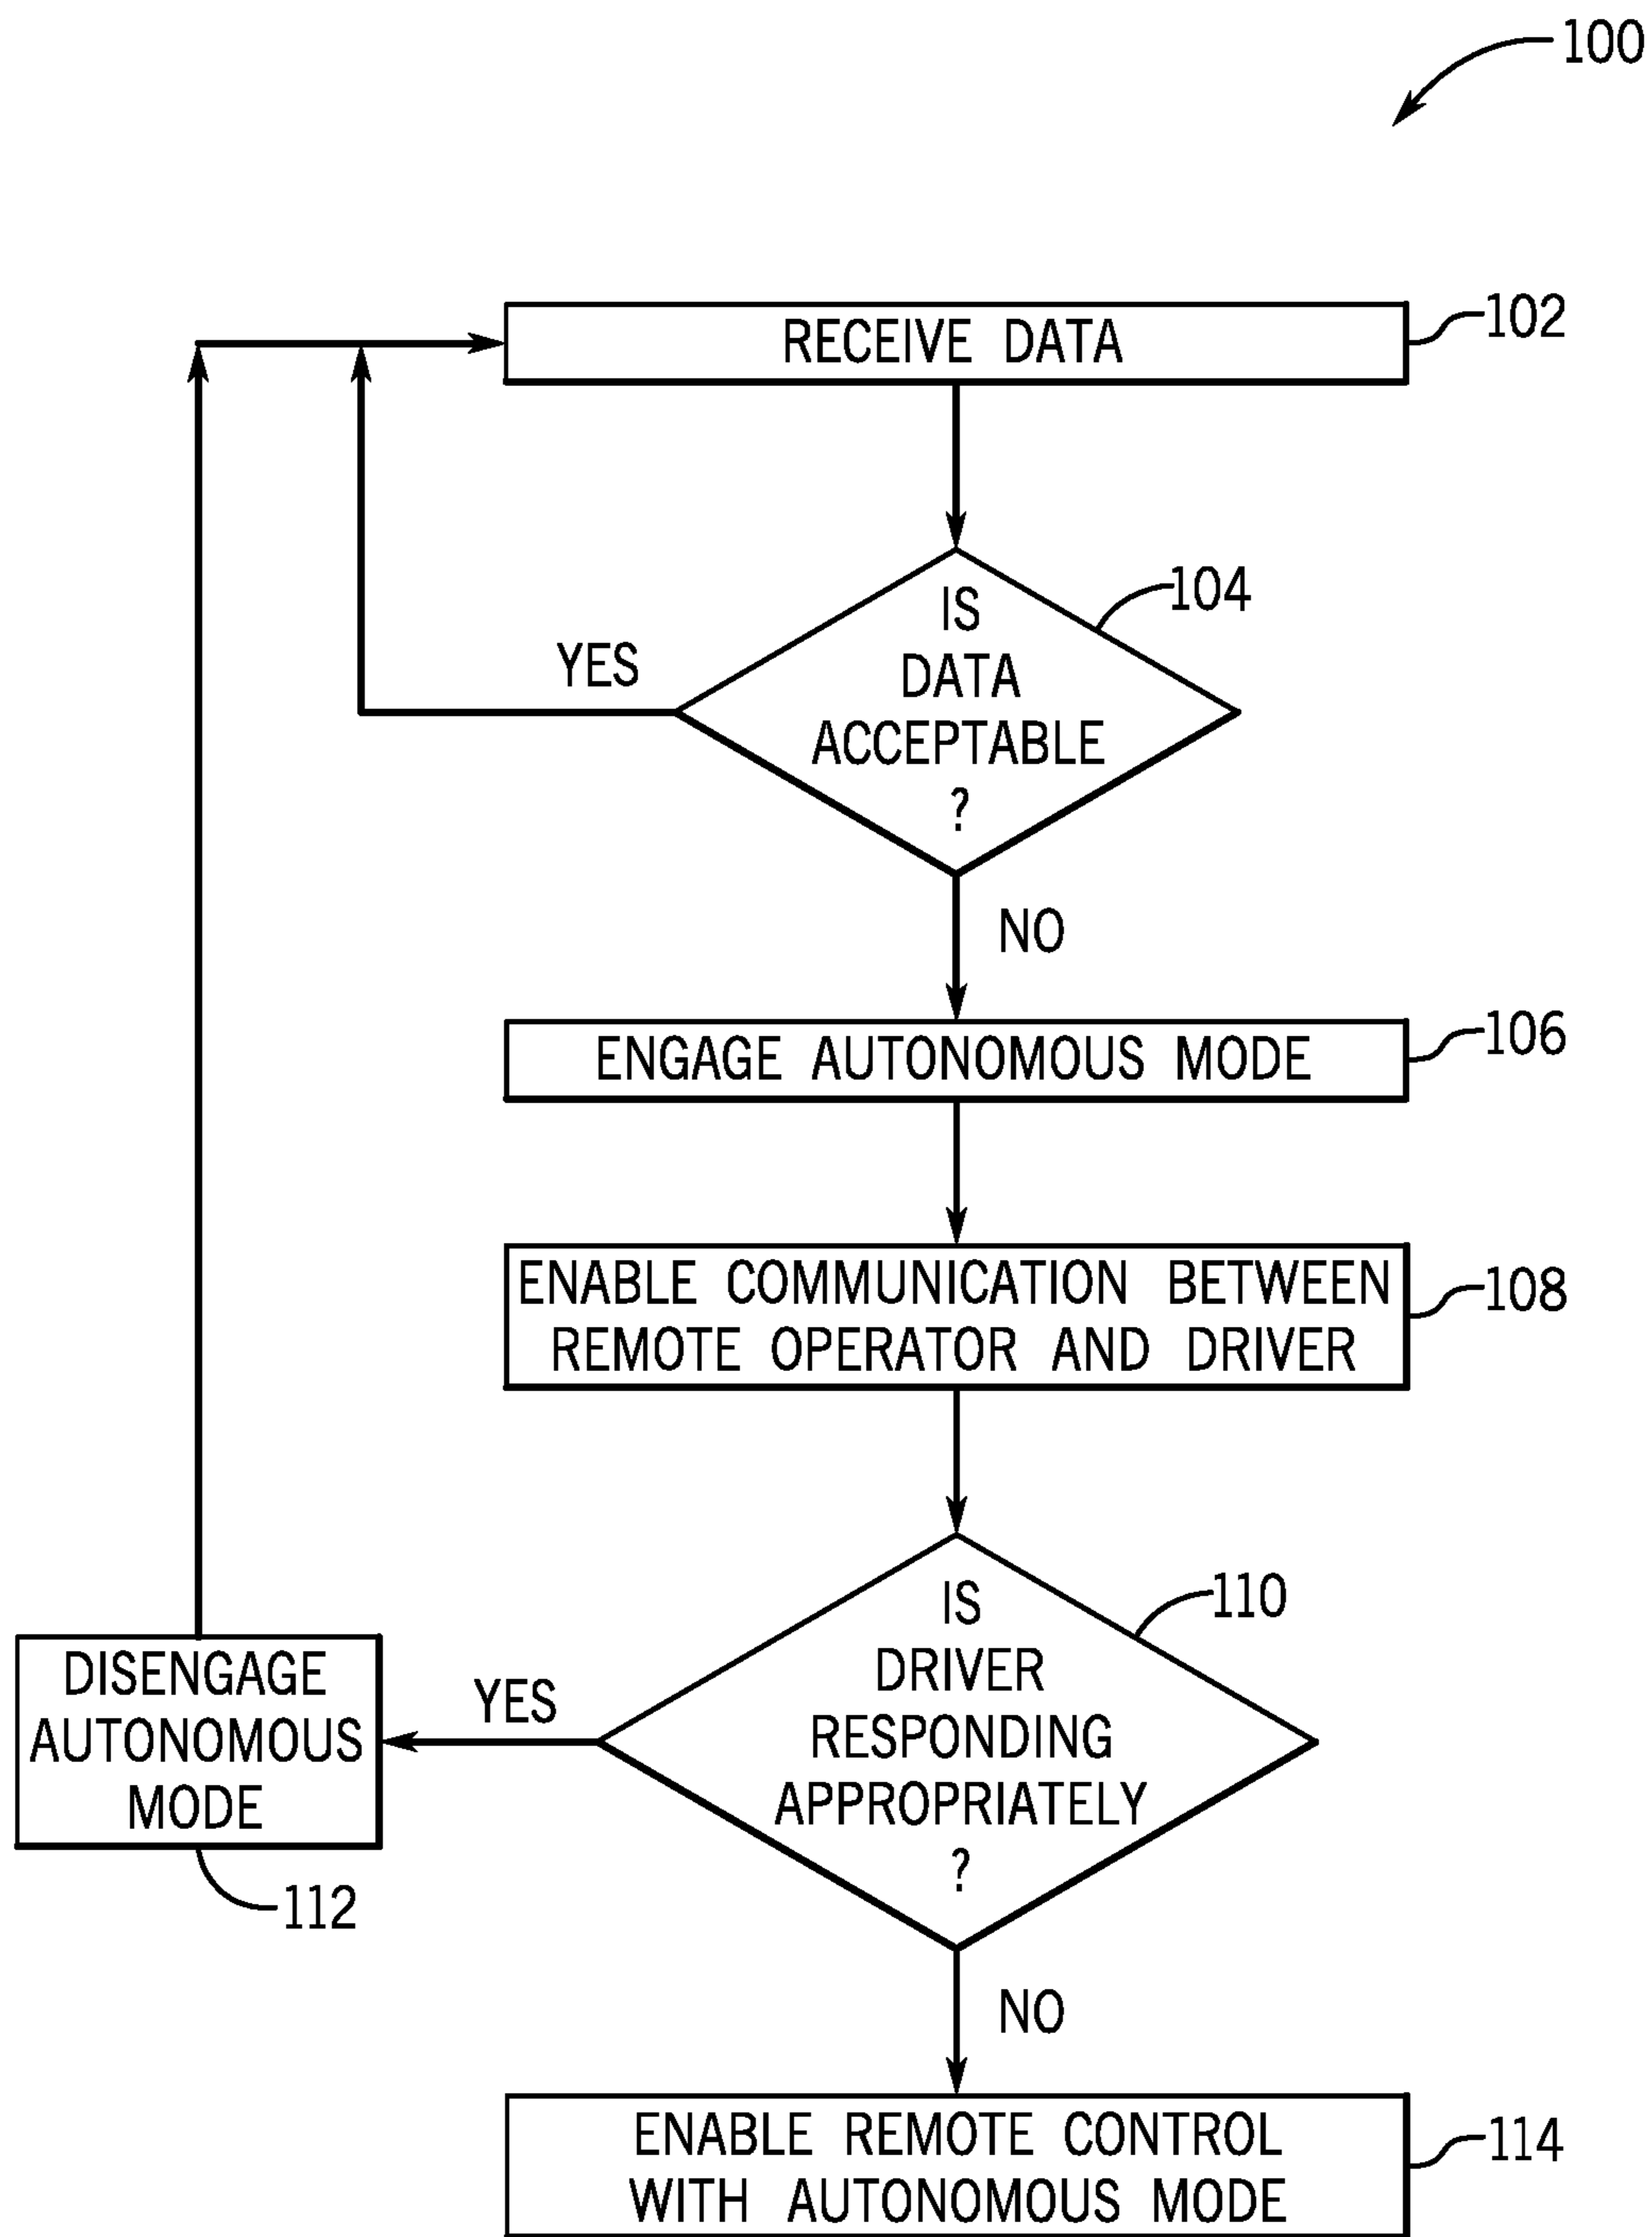 100
RECEIVE DATA
102
IS
DATA
ACCEPTABLE
?
104
YES
NO
ENGAGE AUTONOMOUS MODE
106
ENABLE COMMUNICATION BETWEEN
REMOTE OPERATOR AND DRIVER
108
IS
DRIVER
RESPONDING
APPROPRIATELY
?
110
YES
DISENGAGE
AUTONOMOUS
MODE
112
NO
ENABLE REMOTE CONTROL
WITH AUTONOMOUS MODE
114